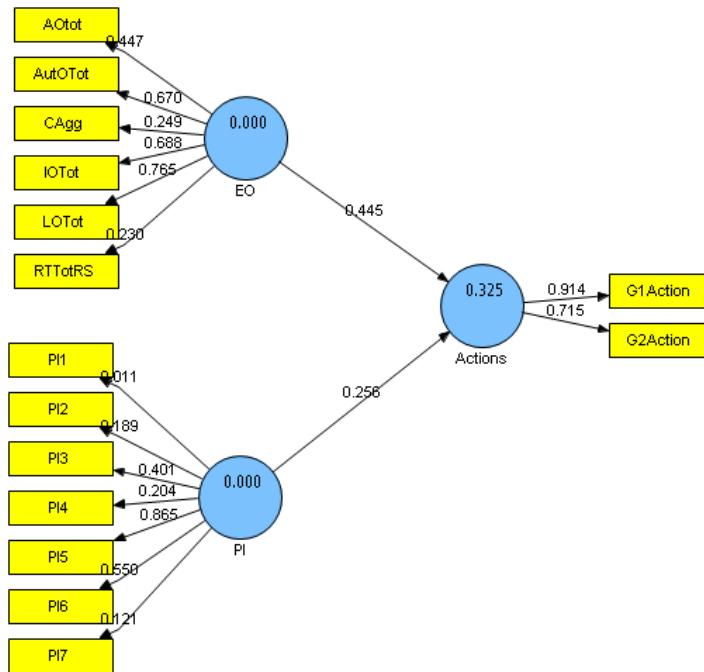 AOtot
0.447
AutOTot
0.670
CAgg
0.249
0.688
IOTot
0.765
LOTot
0.230
RTTotRS
0.000
EO
0.445
0.325
Actions
0.914
G1Action
0.715
G2Action
0.256
PI1
0.011
PI2
0.189
PI3
0.401
0.204
PI4
0.865
PI5
0.550
PI6
0.121
PI7
0.000
PI